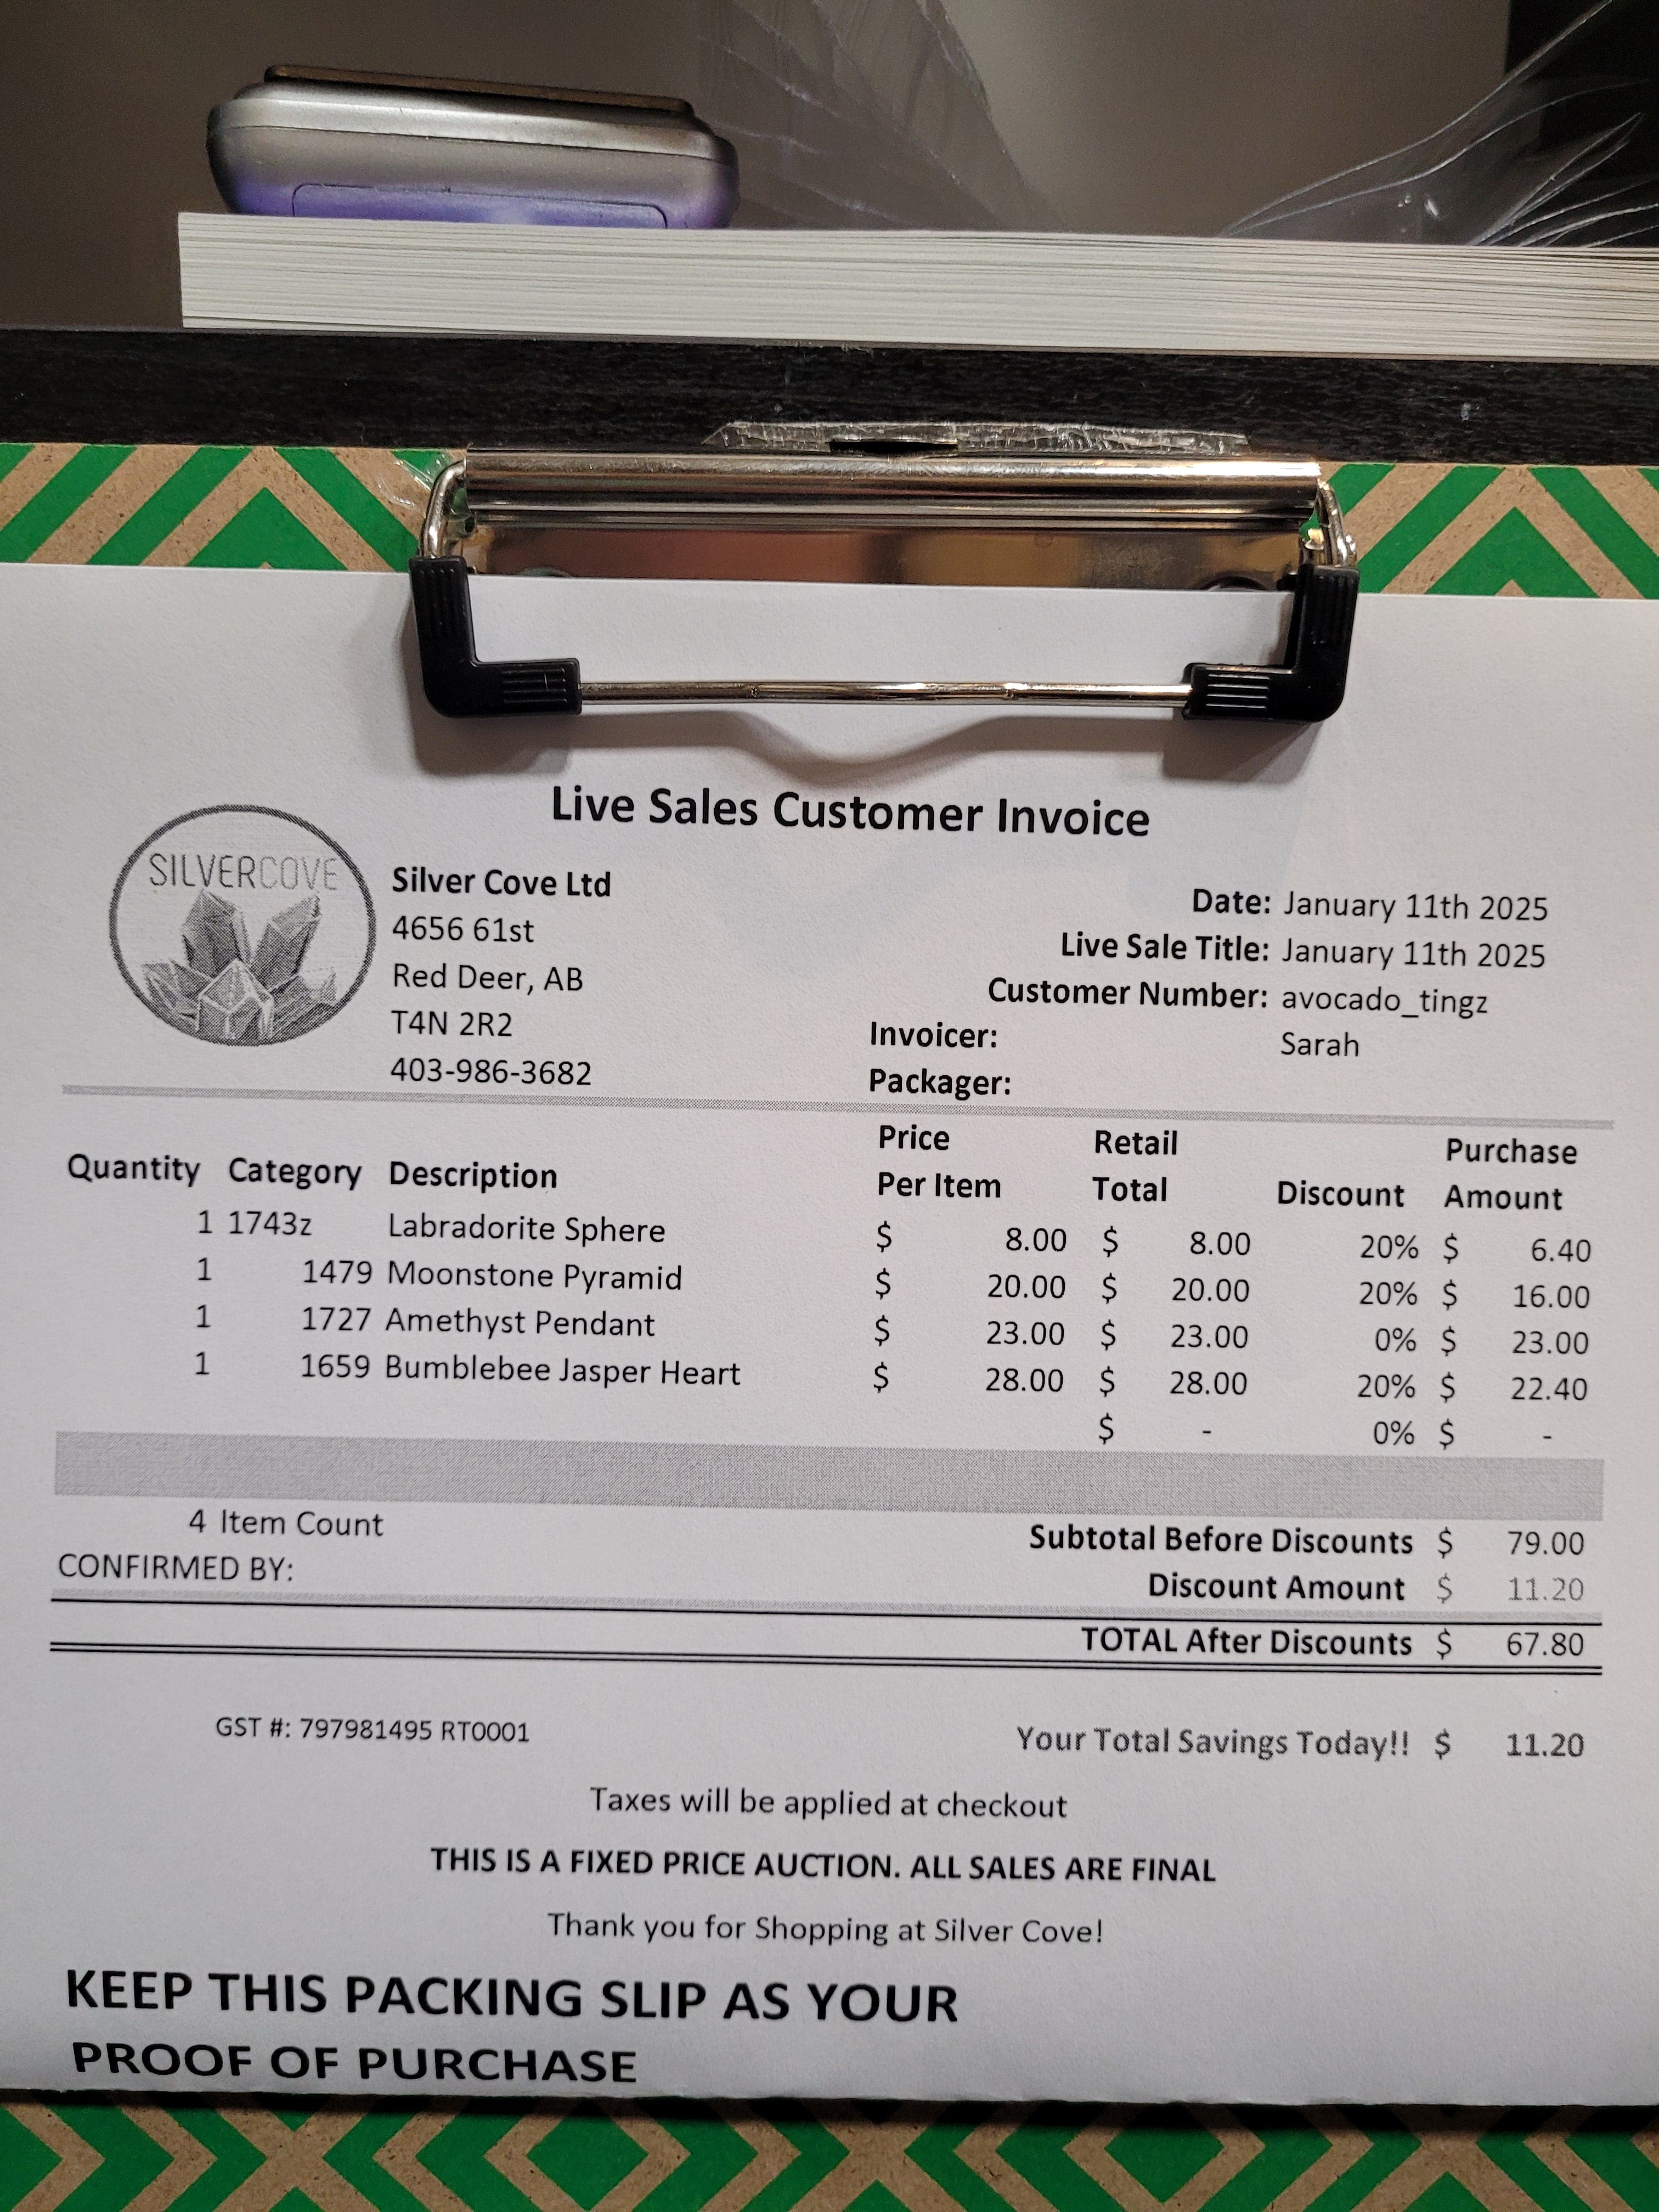 Live Sales Customer Invoice
SILVERCOVE
Silver Cove Ltd
4656 61st
Red Deer, AB
T4N 2R2
403-986-3682
Date: January 11th 2025
Live Sale Title: January 11th 2025
Customer Number: avocado_tingz
Invoicer: Sarah
Packager:
Quantity Category Description Price Per Item Retail Total Discount Purchase Amount
1 1743z Labradorite Sphere $ 8.00 $ 8.00 20% $ 6.40
1 1479 Moonstone Pyramid $ 20.00 $ 20.00 20% $ 16.00
1 1727 Amethyst Pendant $ 23.00 $ 23.00 0% $ 23.00
1 1659 Bumblebee Jasper Heart $ 28.00 $ 28.00 20% $ 22.40
$ - 0% $ -
4 Item Count
CONFIRMED BY:
Subtotal Before Discounts $ 79.00
Discount Amount $ 11.20
TOTAL After Discounts $ 67.80
GST #: 797981495 RT0001
Your Total Savings Today!! $ 11.20
Taxes will be applied at checkout
THIS IS A FIXED PRICE AUCTION. ALL SALES ARE FINAL
Thank you for Shopping at Silver Cove!
KEEP THIS PACKING SLIP AS YOUR
PROOF OF PURCHASE